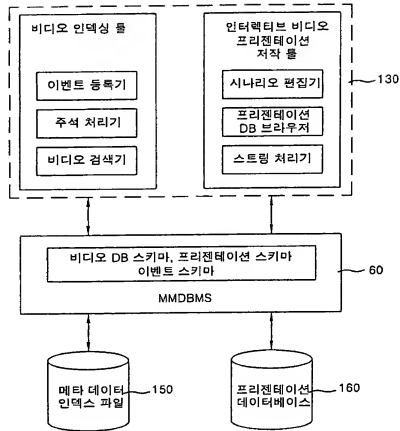 비디오 인덱싱 툴
이벤트 등록기
주석 처리기
비디오 검색기
인터렉티브 비디오
프리젠테이션
저작 툴
시나리오 편집기
프리젠테이션
DB 브라우저
스트링 처리기
130
비디오 DB 스키마, 프리젠테이션 스키마
이벤트 스키마
MMDBMS
60
메타 데이터
인덱스 파일
150
프리젠테이션
데이터베이스
160